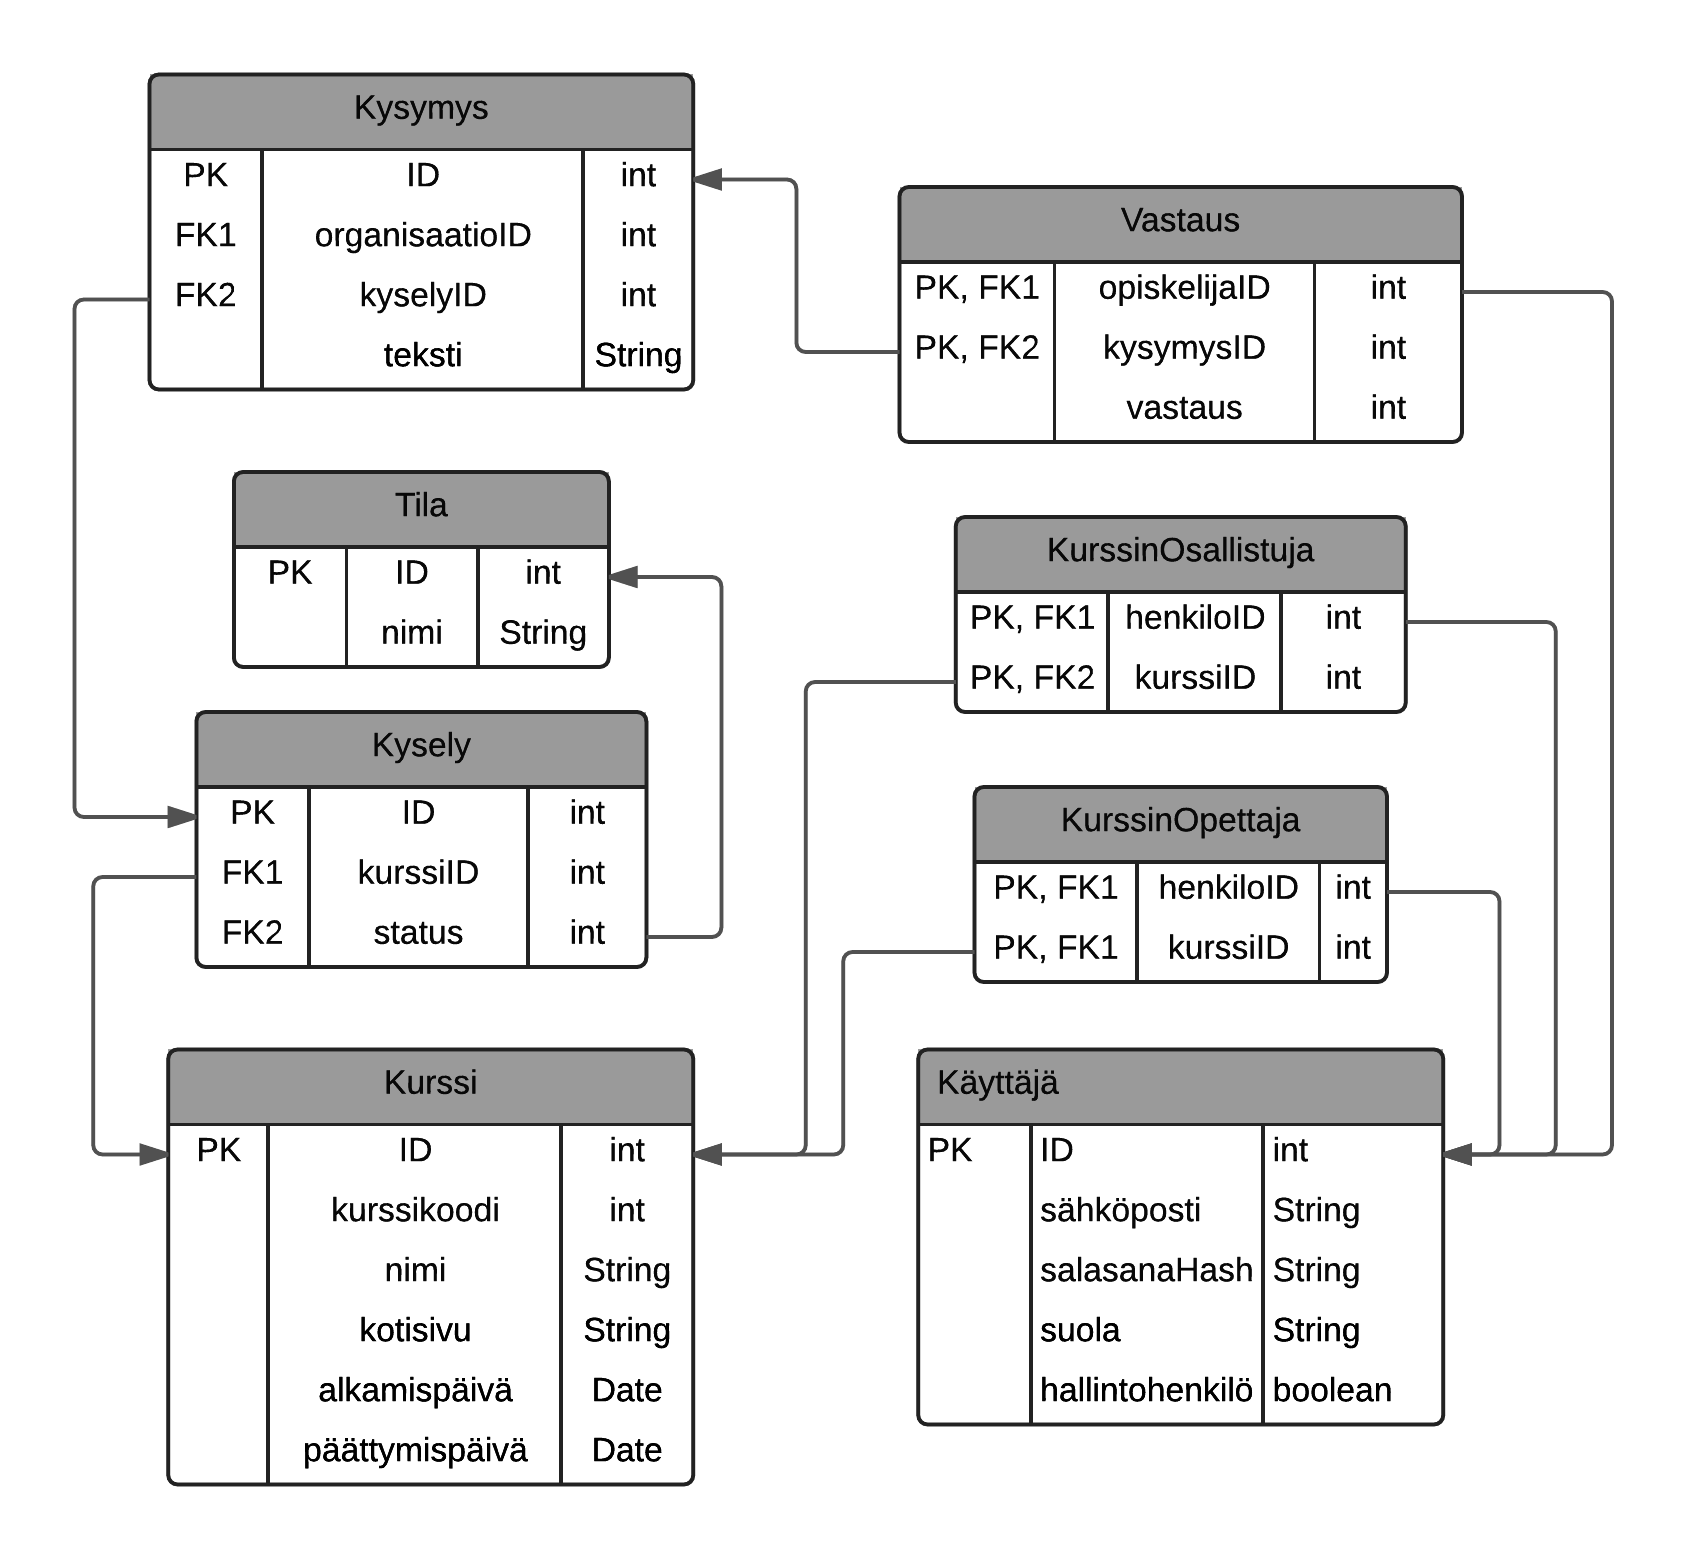 Kysymys
PK ID int
FK1 organisaatioID int
FK2 kyselyID int
teksti String
Vastaus
PK, FK1 opiskelijaID int
PK, FK2 kysymysID int
vastaus int
Tila
PK ID int
nimi String
KurssinOsallistuja
PK, FK1 henkiloID int
PK, FK2 kurssiID int
Kysely
PK ID int
FK1 kurssiID int
FK2 status int
KurssinOpettaja
PK, FK1 henkiloID int
PK, FK1 kurssiID int
Kurssi
PK ID int
kurssikoodi int
nimi String
kotisivu String
alkamispäivä Date
päättymispäivä Date
Käyttäjä
PK ID int
sähköposti String
salasanaHash String
suola String
hallintohenkilö boolean